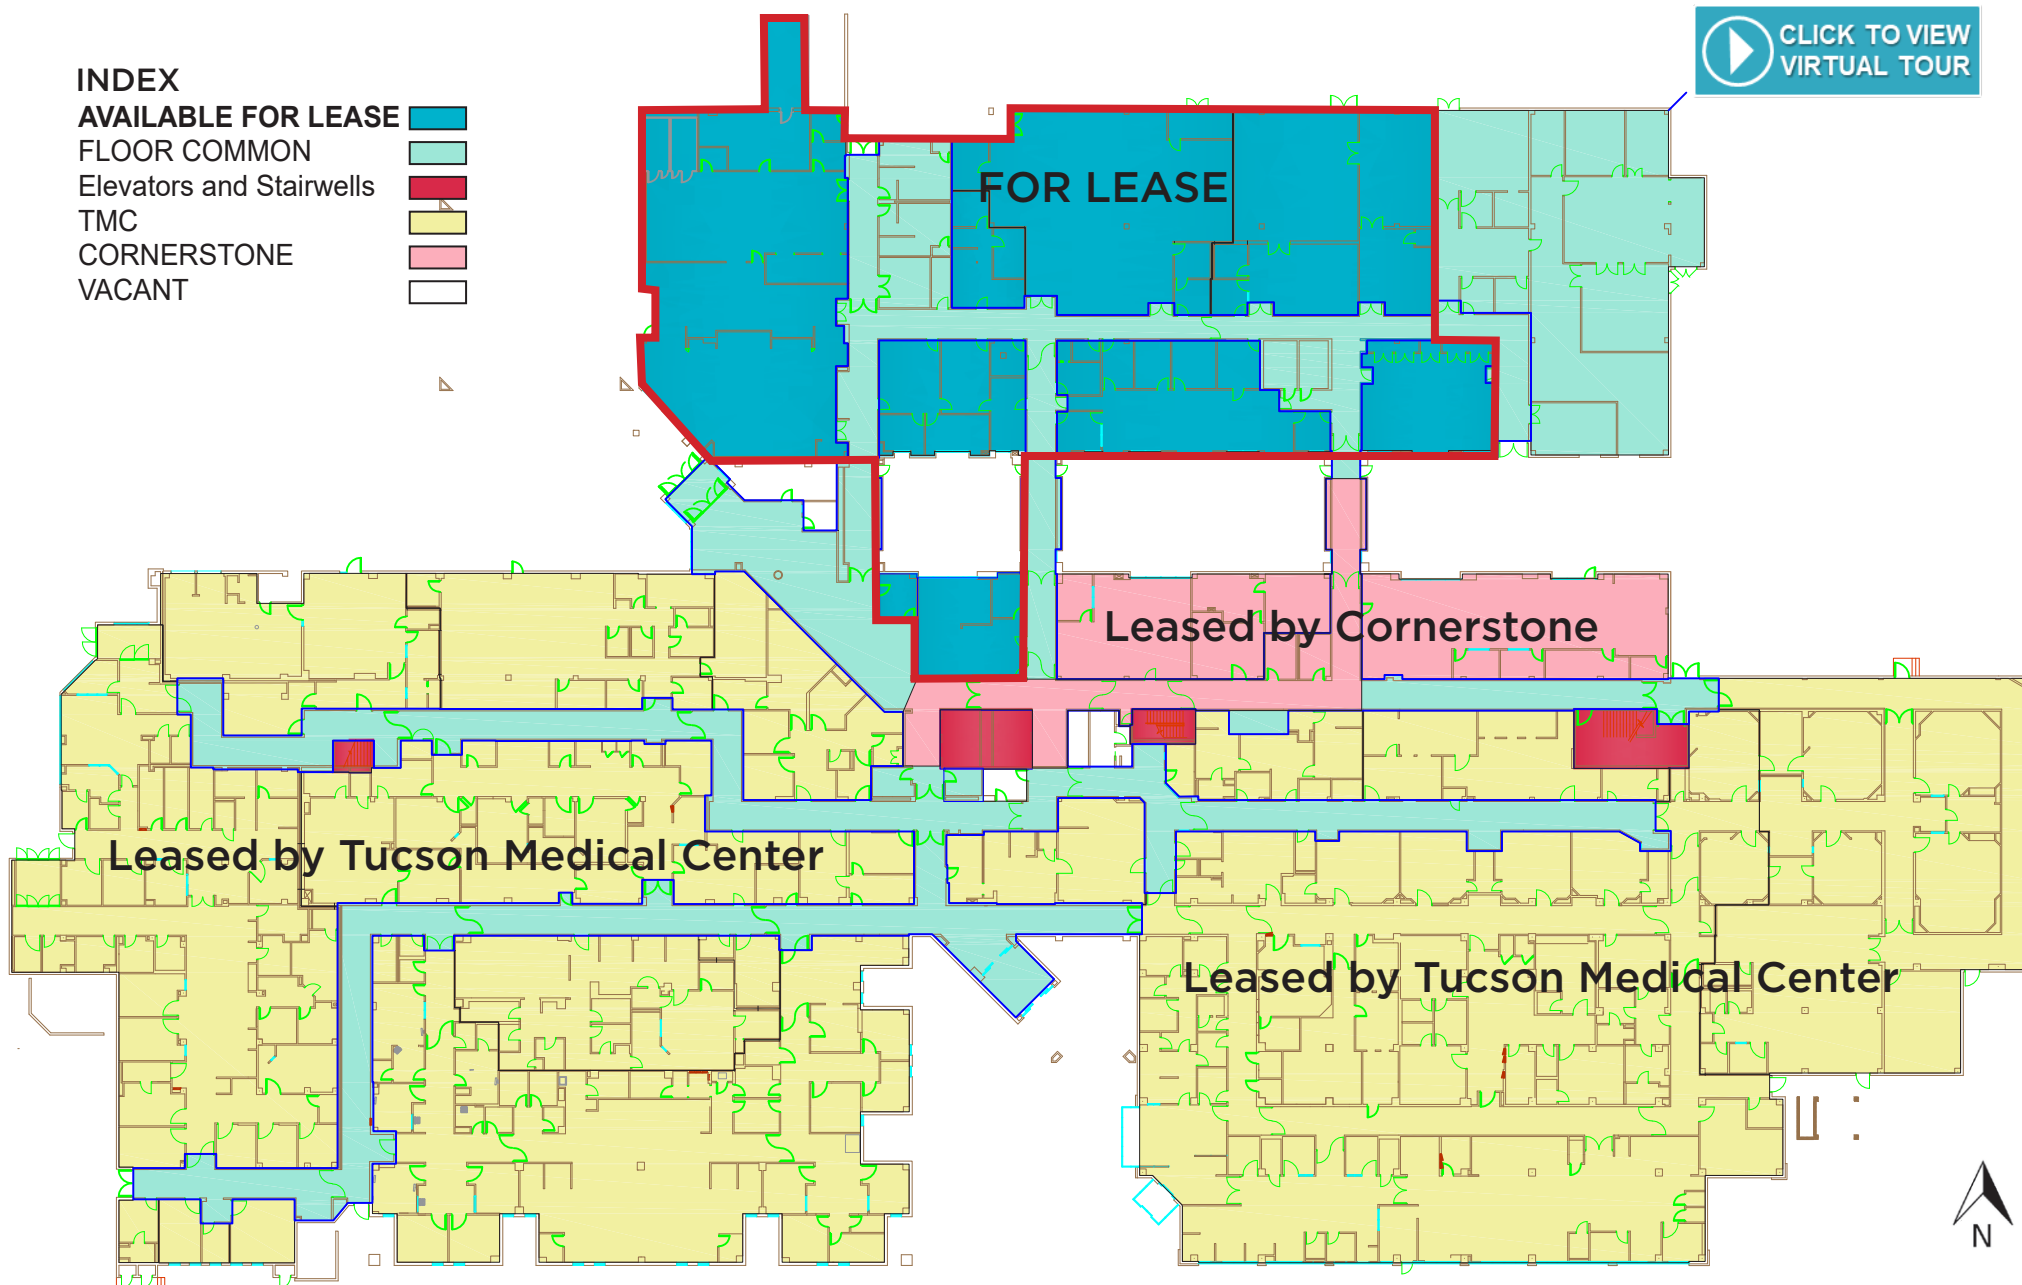 CLICK TO VIEW
VIRTUAL TOUR
INDEX
AVAILABLE FOR LEASE
FLOOR COMMON
Elevators and Stairwells
TMC
CORNERSTONE
VACANT
FOR LEASE
Leased by Cornerstone
Leased by Tucson Medical Center
Leased by Tucson Medical Center
N